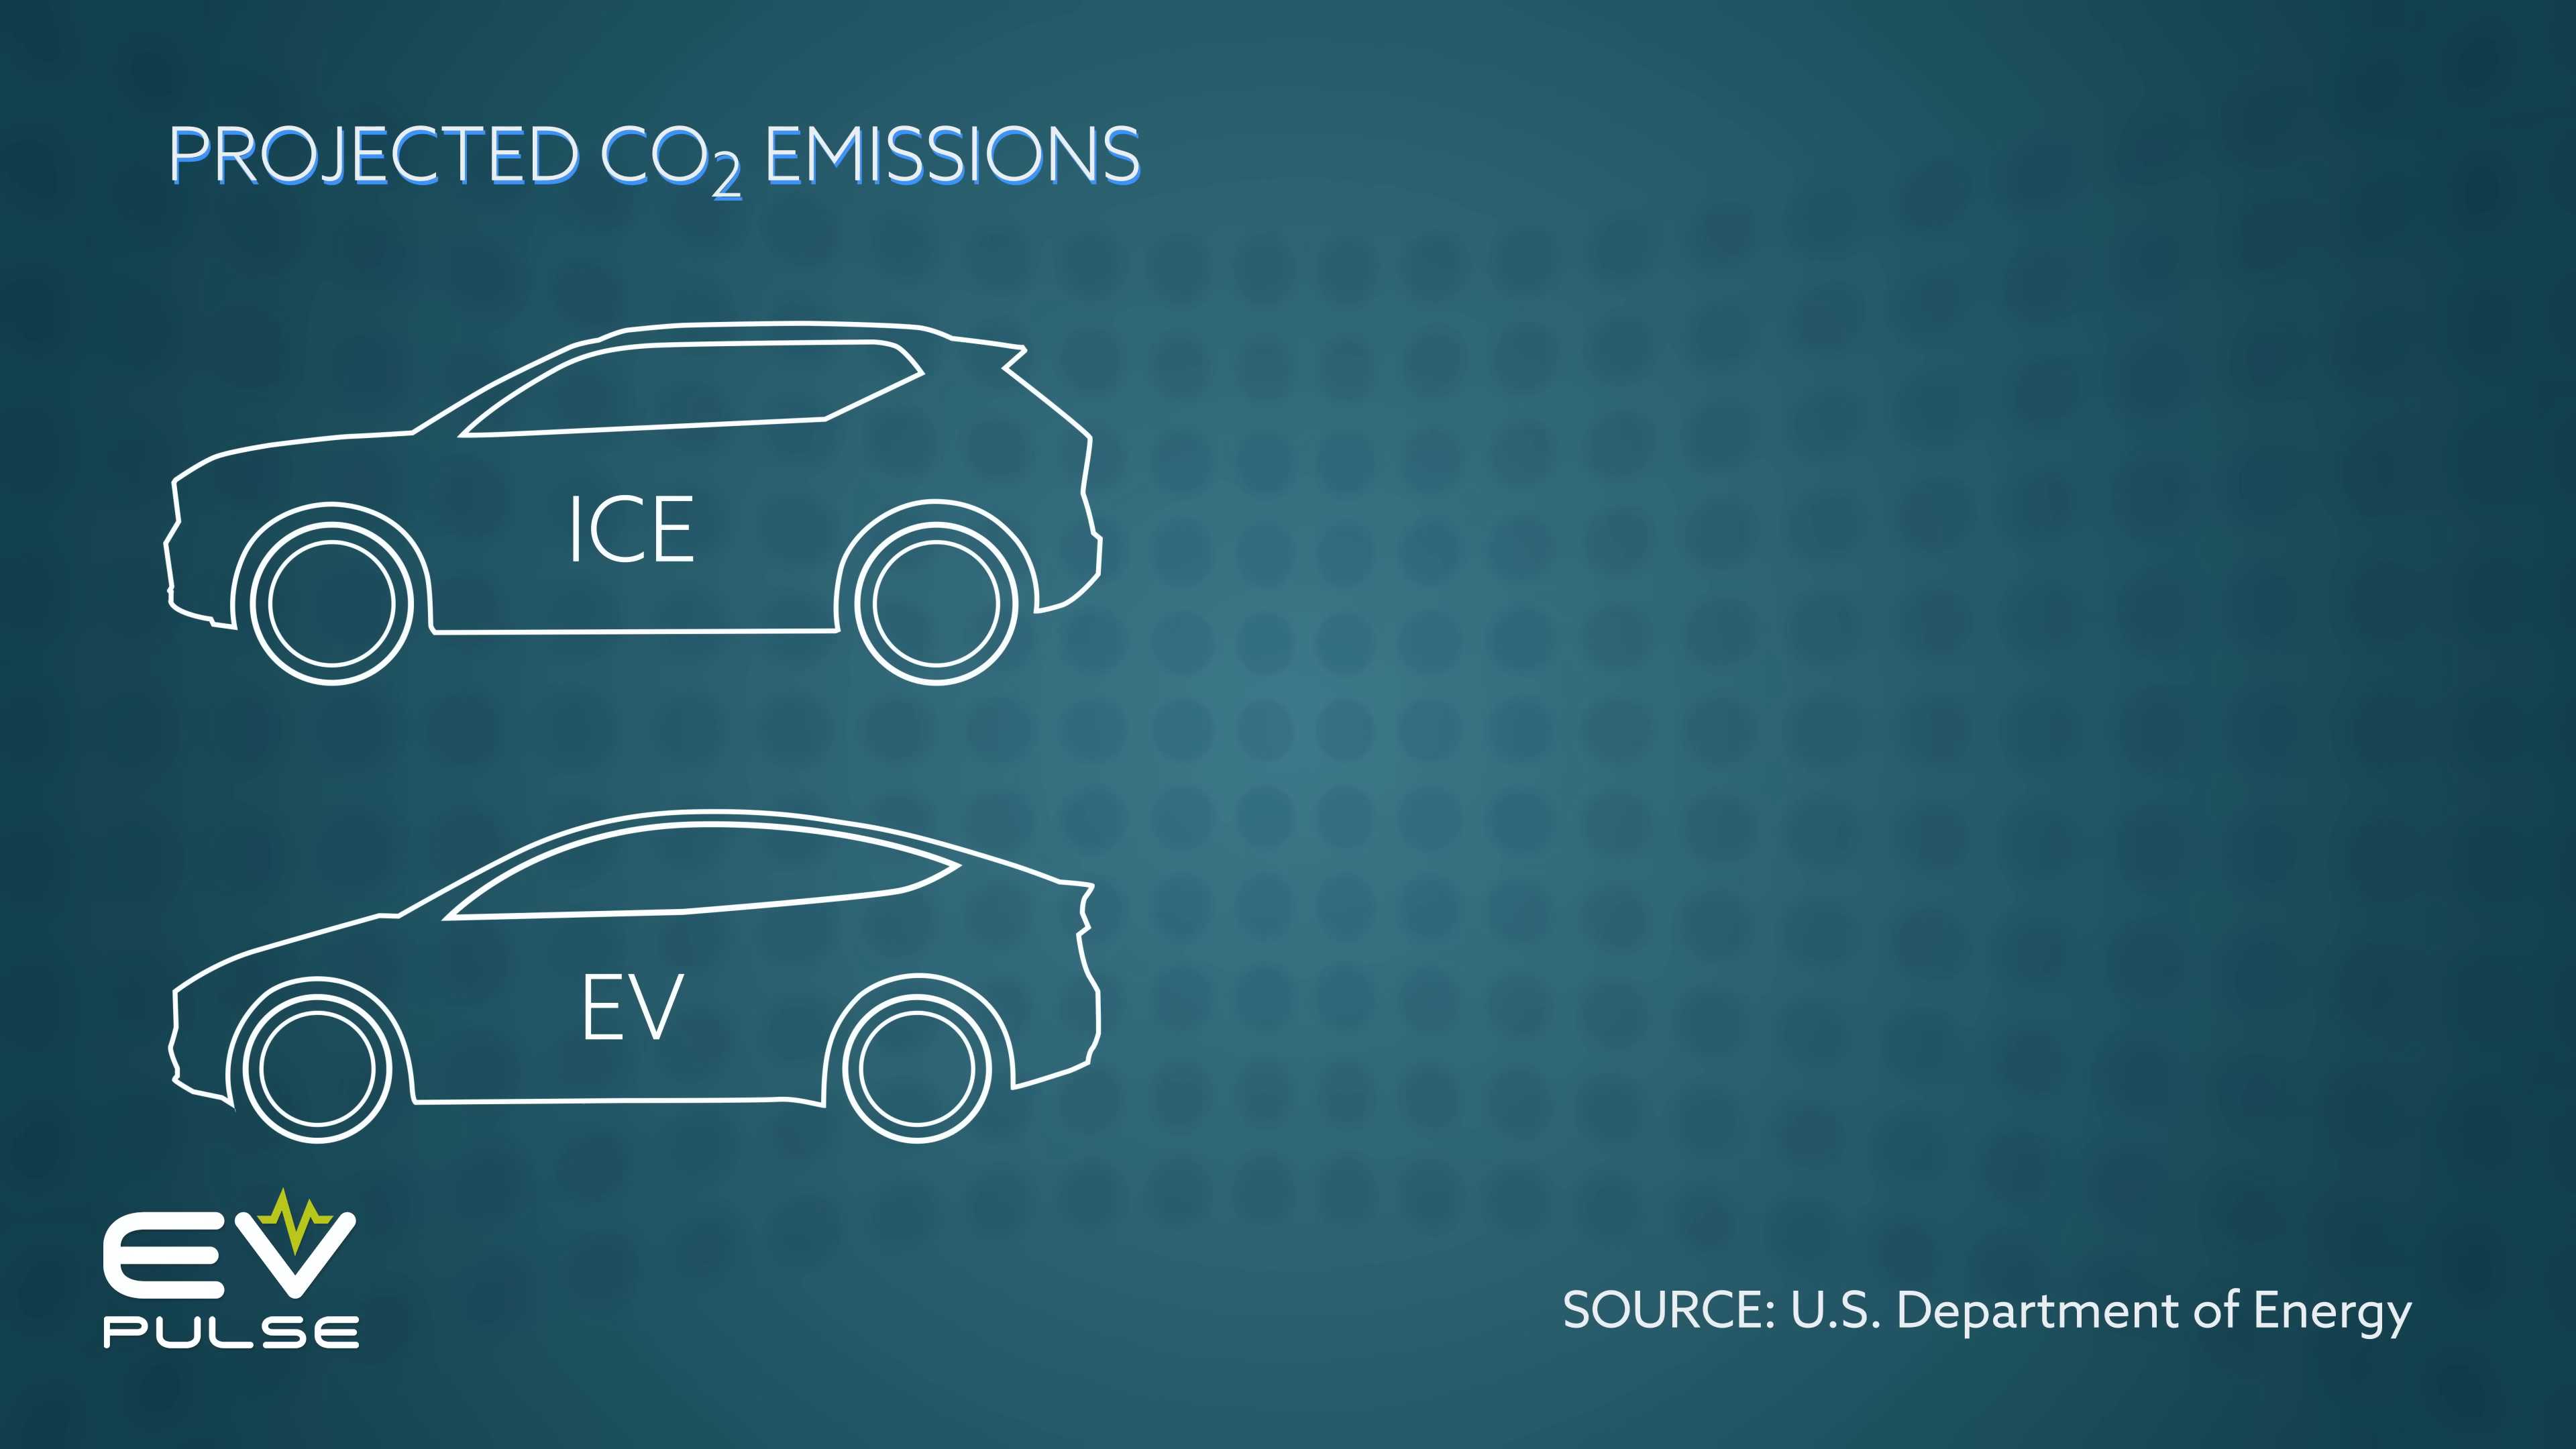 PROJECTED CO₂ EMISSIONS
ICE
EV
EV
PULSE
SOURCE: U.S. Department of Energy